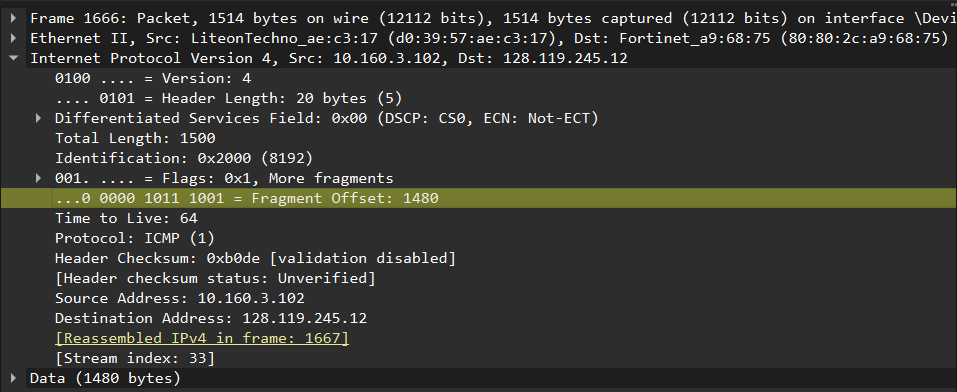 Frame 1666: Packet, 1514 bytes on wire (12112 bits), 1514 bytes captured (12112 bits) on interface \Devi
Ethernet II, Src: LiteonTechno_ae:c3:17 (d0:39:57:ae:c3:17), Dst: Fortinet_a9:68:75 (80:80:2c:a9:68:75)
Internet Protocol Version 4, Src: 10.160.3.102, Dst: 128.119.245.12
0100 .... = Version: 4
.... 0101 = Header Length: 20 bytes (5)
Differentiated Services Field: 0x00 (DSCP: CS0, ECN: Not-ECT)
Total Length: 1500
Identification: 0x2000 (8192)
001. .... = Flags: 0x1, More fragments
...0 0000 1011 1001 = Fragment Offset: 1480
Time to Live: 64
Protocol: ICMP (1)
Header Checksum: 0xb0de [validation disabled]
[Header checksum status: Unverified]
Source Address: 10.160.3.102
Destination Address: 128.119.245.12
[Reassembled IPv4 in frame: 1667]
[Stream index: 33]
Data (1480 bytes)